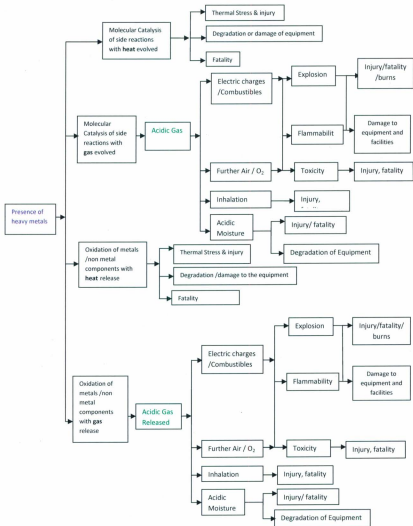 Molecular Catalysis
of side reactions
with heat evolved
Thermal Stress & injury
Degradation or damage of equipment
Fatality
Molecular
Catalysis of side
reactions with
gas evolved
Acidic Gas
Electric charges
/Combustibles
Explosion
Injury/fatality
/burns
Flammabilit
Damage to
equipment and
facilities
Further Air / O₂
Toxicity
Injury, fatality
Inhalation
Injury,
Acidic
Moisture
Injury/ fatality
Degradation of Equipment
Presence of
heavy metals
Oxidation of metals
/non metal
components with
heat release
Thermal Stress & injury
Degradation /damage to the equipment
Fatality
Oxidation of
metals /non
metal
components
with gas
release
Acidic Gas
Released
Electric charges
/Combustibles
Explosion
Injury/fatality/
burns
Flammability
Damage to
equipment and
facilities
Further Air / O₂
Toxicity
Injury, fatality
Inhalation
Injury, fatality
Acidic
Moisture
Injury/ fatality
Degradation of Equipment